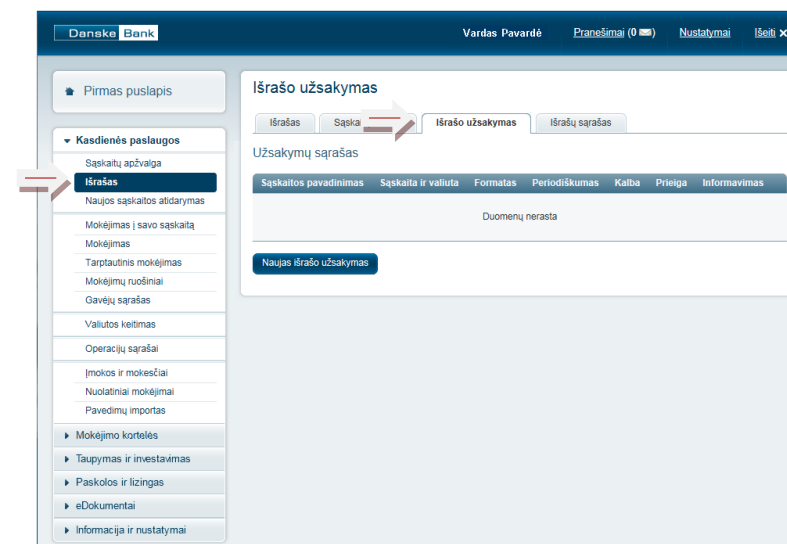 Danske Bank
Vardas Pavardė
Pranešimai (0)
Nustatymai
Išeiti
Pirmas puslapis
Kasdienės paslaugos
Sąskaitų apžvalga
Išrašas
Naujos sąskaitos atidarymas
Mokėjimas į savo sąskaitą
Mokėjimas
Tarptautinis mokėjimas
Mokėjimų ruošiniai
Gavėjų sąrašas
Valiutos keitimas
Operacijų sąrašai
Įmokos ir mokesčiai
Nuolatiniai mokėjimai
Pavedimų importas
Mokėjimo kortelės
Taupymas ir investavimas
Paskolos ir lizingas
eDokumentai
Informacija ir nustatymai
Išrašo užsakymas
Išrašas
Išrašo užsakymas
Išrašų sąrašas
Užsakymų sąrašas
Sąskaitos pavadinimas Sąskaita ir valiuta Formatas Periodiškumas Kalba Prieiga Informavimas
Duomenų nerasta
Naujas išrašo užsakymas